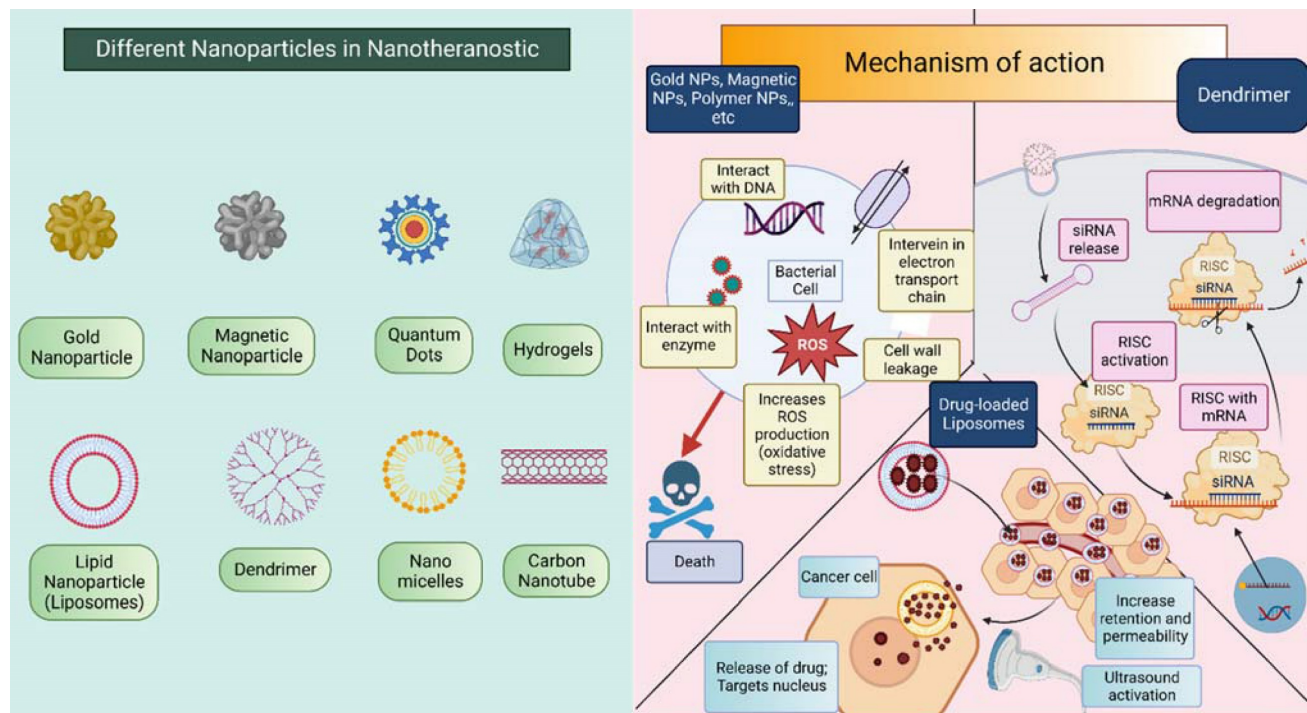 Different Nanoparticles in Nanotheranostic
Gold
Nanoparticle
Magnetic
Nanoparticle
Quantum
Dots
Hydrogels
Lipid
Nanoparticle
(Liposomes)
Dendrimer
Nano
micelles
Carbon
Nanotube
Mechanism of action
Gold NPs, Magnetic
NPs, Polymer NPs,,
etc
Interact
with DNA
Intervein in
electron
transport
chain
Bacterial
Cell
Interact with
enzyme
ROS
Cell wall
leakage
Increases
ROS
production
(oxidative
stress)
Death
Dendrimer
siRNA
release
mRNA degradation
RISC
siRNA
RISC
activation
RISC
siRNA
RISC with
mRNA
RISC
siRNA
Drug-loaded
Liposomes
Cancer cell
Increase
retention and
permeability
Release of drug;
Targets nucleus
Ultrasound
activation